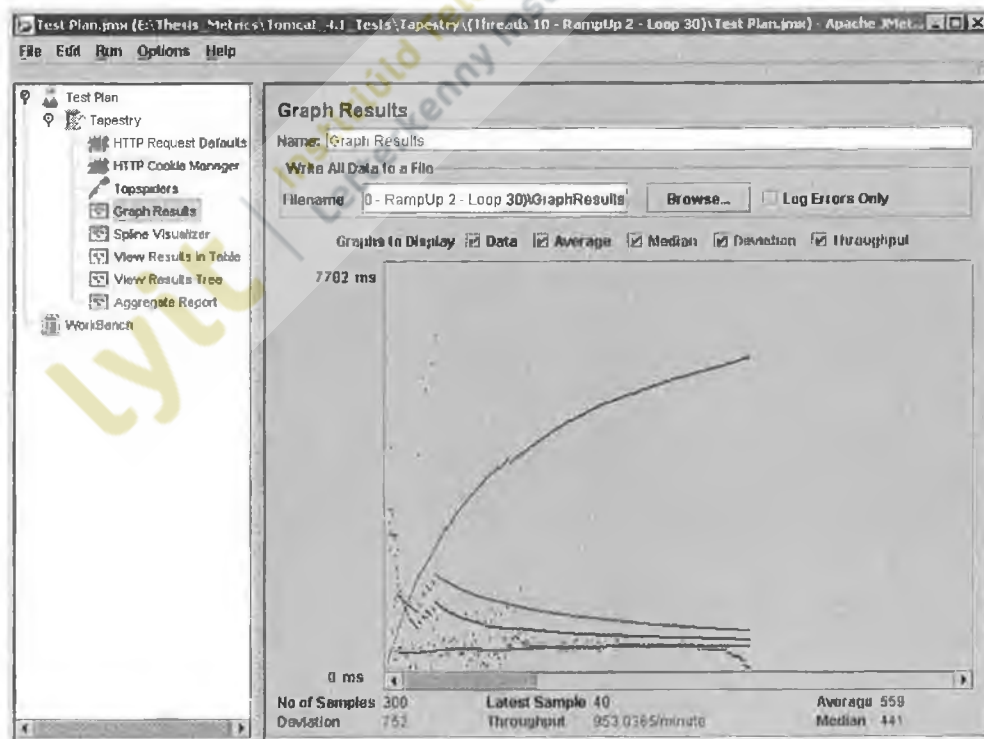 Test Plan.jmx (E:\Thesis_Metrics\Tomcat_4.1_Tests\Tapestry\(Threads 10 - RampUp 2 - Loop 30)\Test Plan.jmx) - Apache JMet...
File Edit Run Options Help
Test Plan
Tapestry
HTTP Request Defaults
HTTP Cookie Manager
Topspiders
Graph Results
Spline Visualizer
View Results in Table
View Results Tree
Aggregate Report
WorkBench
Graph Results
Name: Graph Results
Write All Data to a File
Filename 0 - RampUp 2 - Loop 30)\GraphResults Browse... Log Errors Only
Graphs to Display Data Average Median Deviation Throughput
7782 ms
0 ms
No of Samples 300 Latest Sample 40 Average 559
Deviation 752 Throughput 953.0365/minute Median 441
lyit
Letterkenny